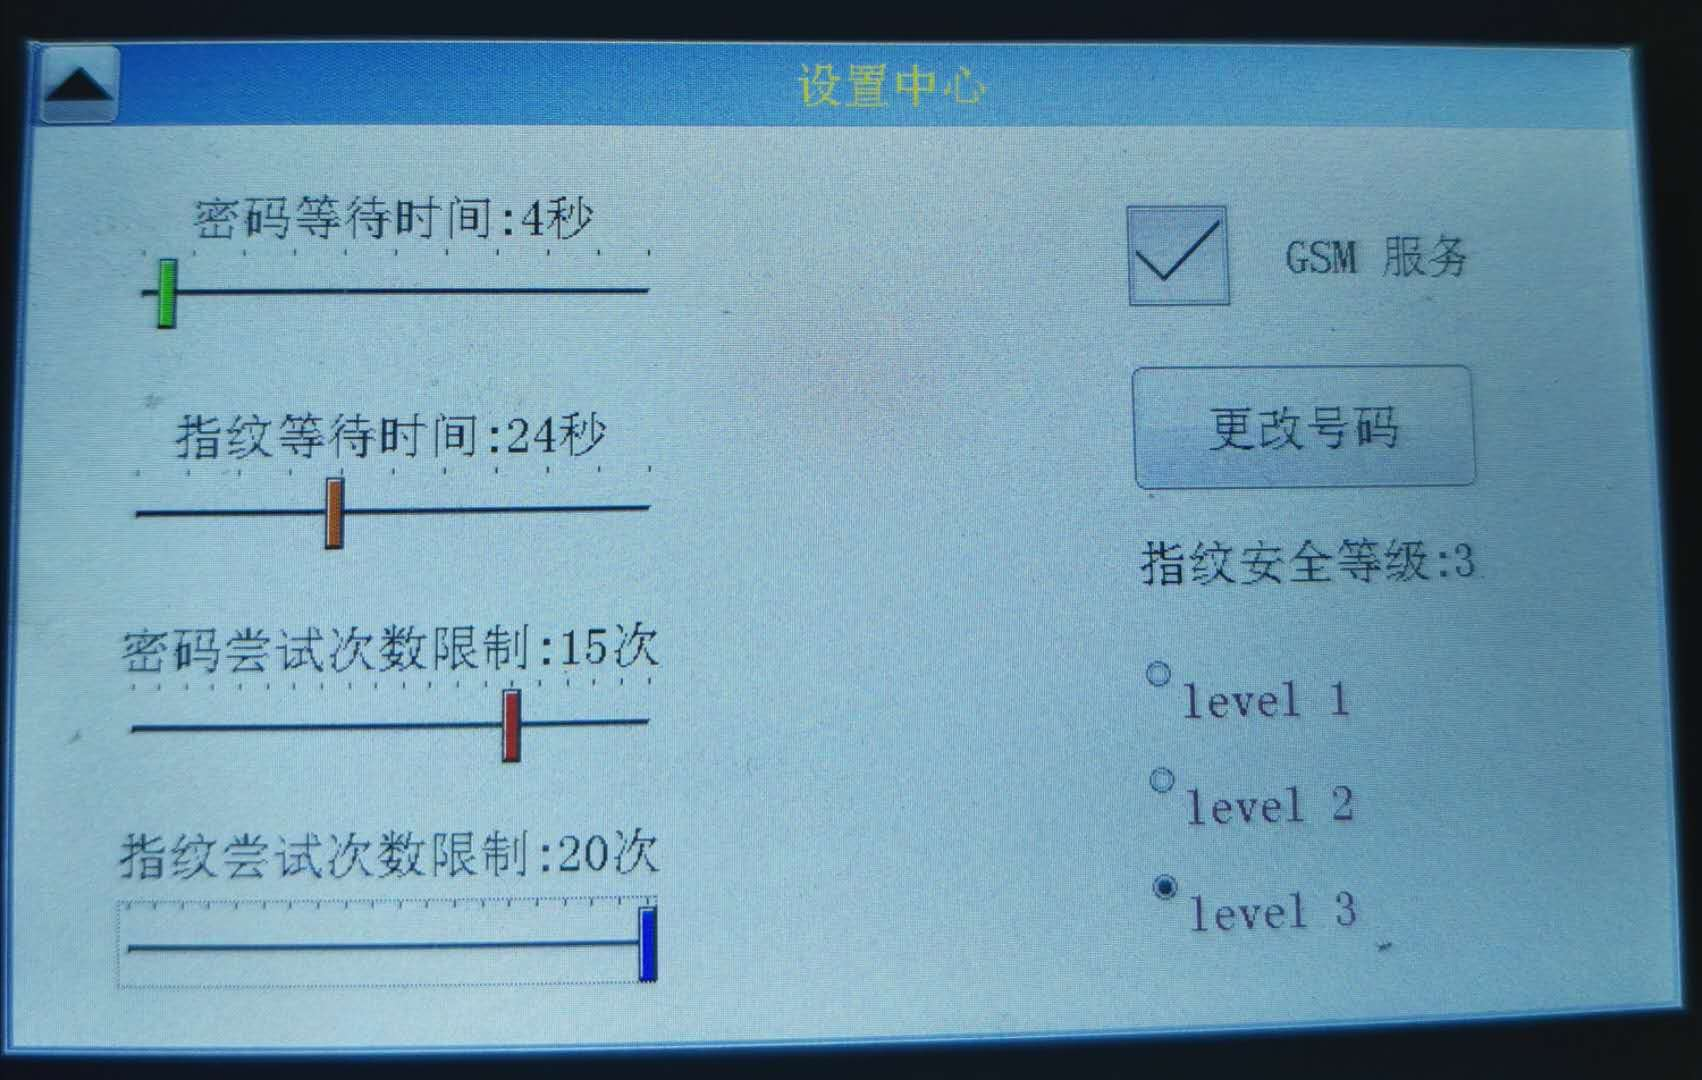 设置中心
密码等待时间:4秒
指纹等待时间:24秒
密码尝试次数限制:15次
指纹尝试次数限制:20次
GSM 服务
更改号码
指纹安全等级:3
level 1
level 2
level 3